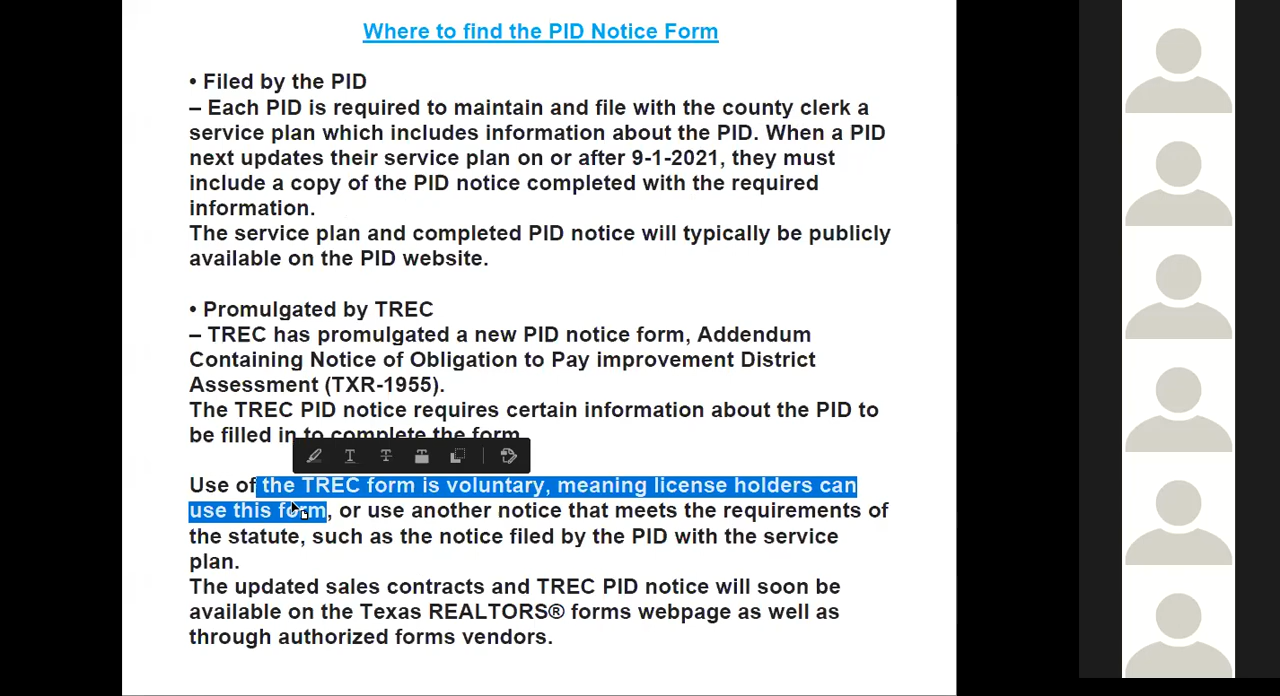 Where to find the PID Notice Form
• Filed by the PID
– Each PID is required to maintain and file with the county clerk a
service plan which includes information about the PID. When a PID
next updates their service plan on or after 9-1-2021, they must
include a copy of the PID notice completed with the required
information.
The service plan and completed PID notice will typically be publicly
available on the PID website.
• Promulgated by TREC
– TREC has promulgated a new PID notice form, Addendum
Containing Notice of Obligation to Pay improvement District
Assessment (TXR-1955).
The TREC PID notice requires certain information about the PID to
be filled in to complete the form.
Use of the TREC form is voluntary, meaning license holders can
use this form, or use another notice that meets the requirements of
the statute, such as the notice filed by the PID with the service
plan.
The updated sales contracts and TREC PID notice will soon be
available on the Texas REALTORS® forms webpage as well as
through authorized forms vendors.